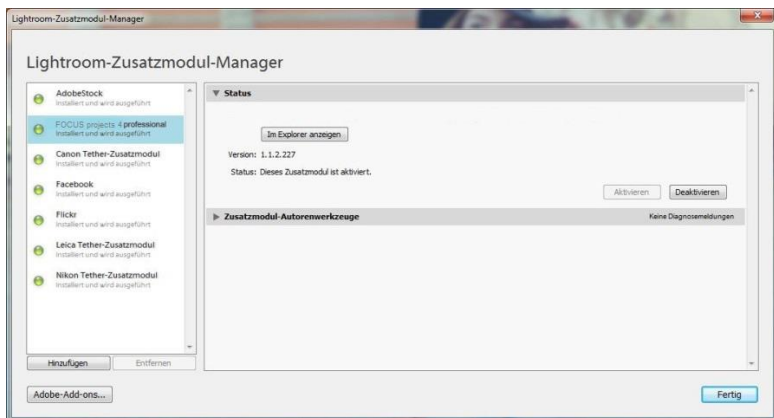 Lightroom-Zusatzmodul-Manager
Lightroom-Zusatzmodul-Manager
AdobeStock
Installiert und wird ausgeführt
FOCUS projects 4 professional
Installiert und wird ausgeführt
Canon Tether-Zusatzmodul
Installiert und wird ausgeführt
Facebook
Installiert und wird ausgeführt
Flickr
Installiert und wird ausgeführt
Leica Tether-Zusatzmodul
Installiert und wird ausgeführt
Nikon Tether-Zusatzmodul
Installiert und wird ausgeführt
Hinzufügen Entfernen
Status
Im Explorer anzeigen
Version: 1.1.2.227
Status: Dieses Zusatzmodul ist aktiviert.
Aktivieren Deaktivieren
Zusatzmodul-Autorenwerkzeuge Keine Diagnosemeldungen
Adobe-Add-ons... Fertig